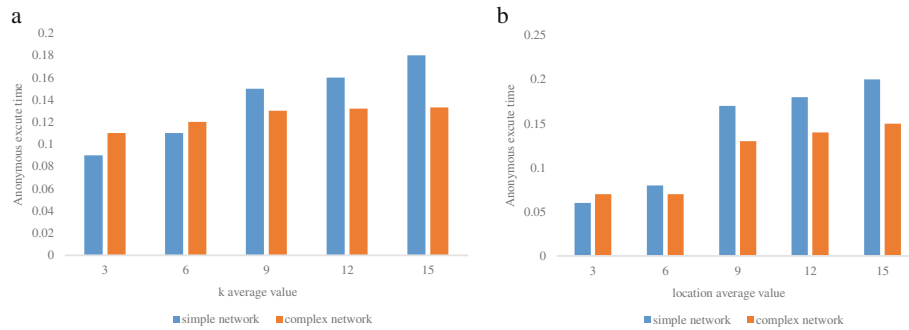 a
0.2
0.18
0.16
0.14
0.12
0.1
0.08
0.06
0.04
0.02
0
Anonymous excute time
3 6 9 12 15
k average value
simple network complex network
b
0.25
0.2
0.15
0.1
0.05
0
Anonymous excute time
3 6 9 12 15
location average value
simple network complex network